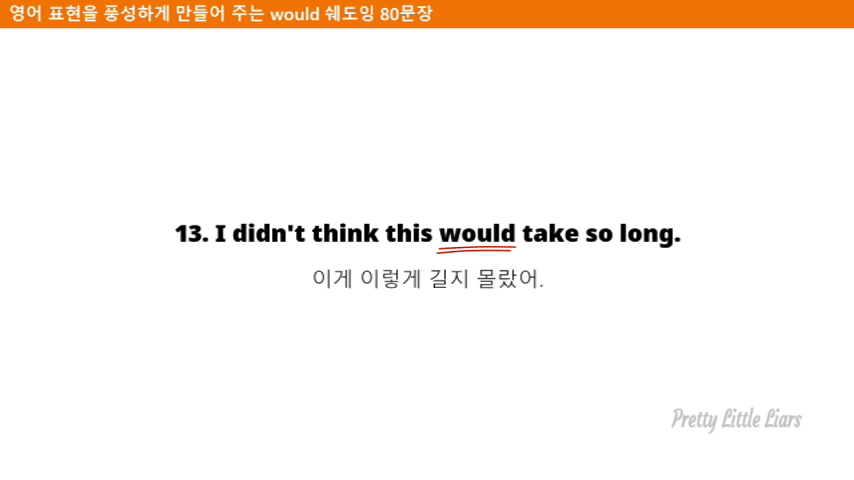 영어 표현을 풍성하게 만들어 주는 would 쉐도잉 80문장
13. I didn't think this would take so long.
이게 이렇게 길지 몰랐어.
Pretty Little Liars